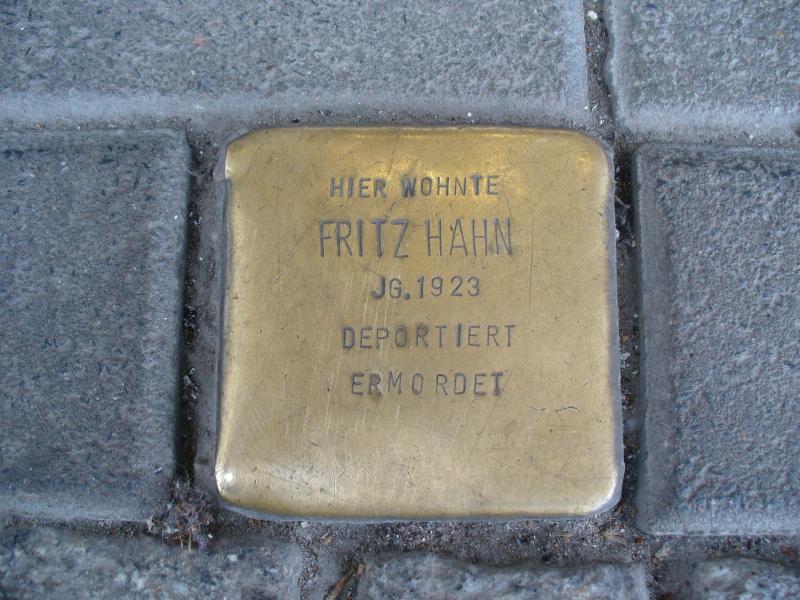 HIER WOHNTE
FRITZ HAHN
JG.1923
DEPORTIERT
ERMORDET